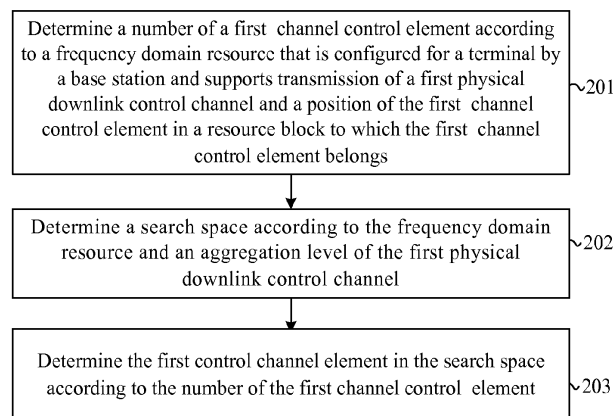 Determine a number of a first channel control element according
to a frequency domain resource that is configured for a terminal by
a base station and supports transmission of a first physical
downlink control channel and a position of the first channel
control element in a resource block to which the first channel
control element belongs
201
Determine a search space according to the frequency domain
resource and an aggregation level of the first physical
downlink control channel
202
Determine the first control channel element in the search space
according to the number of the first channel control element
203